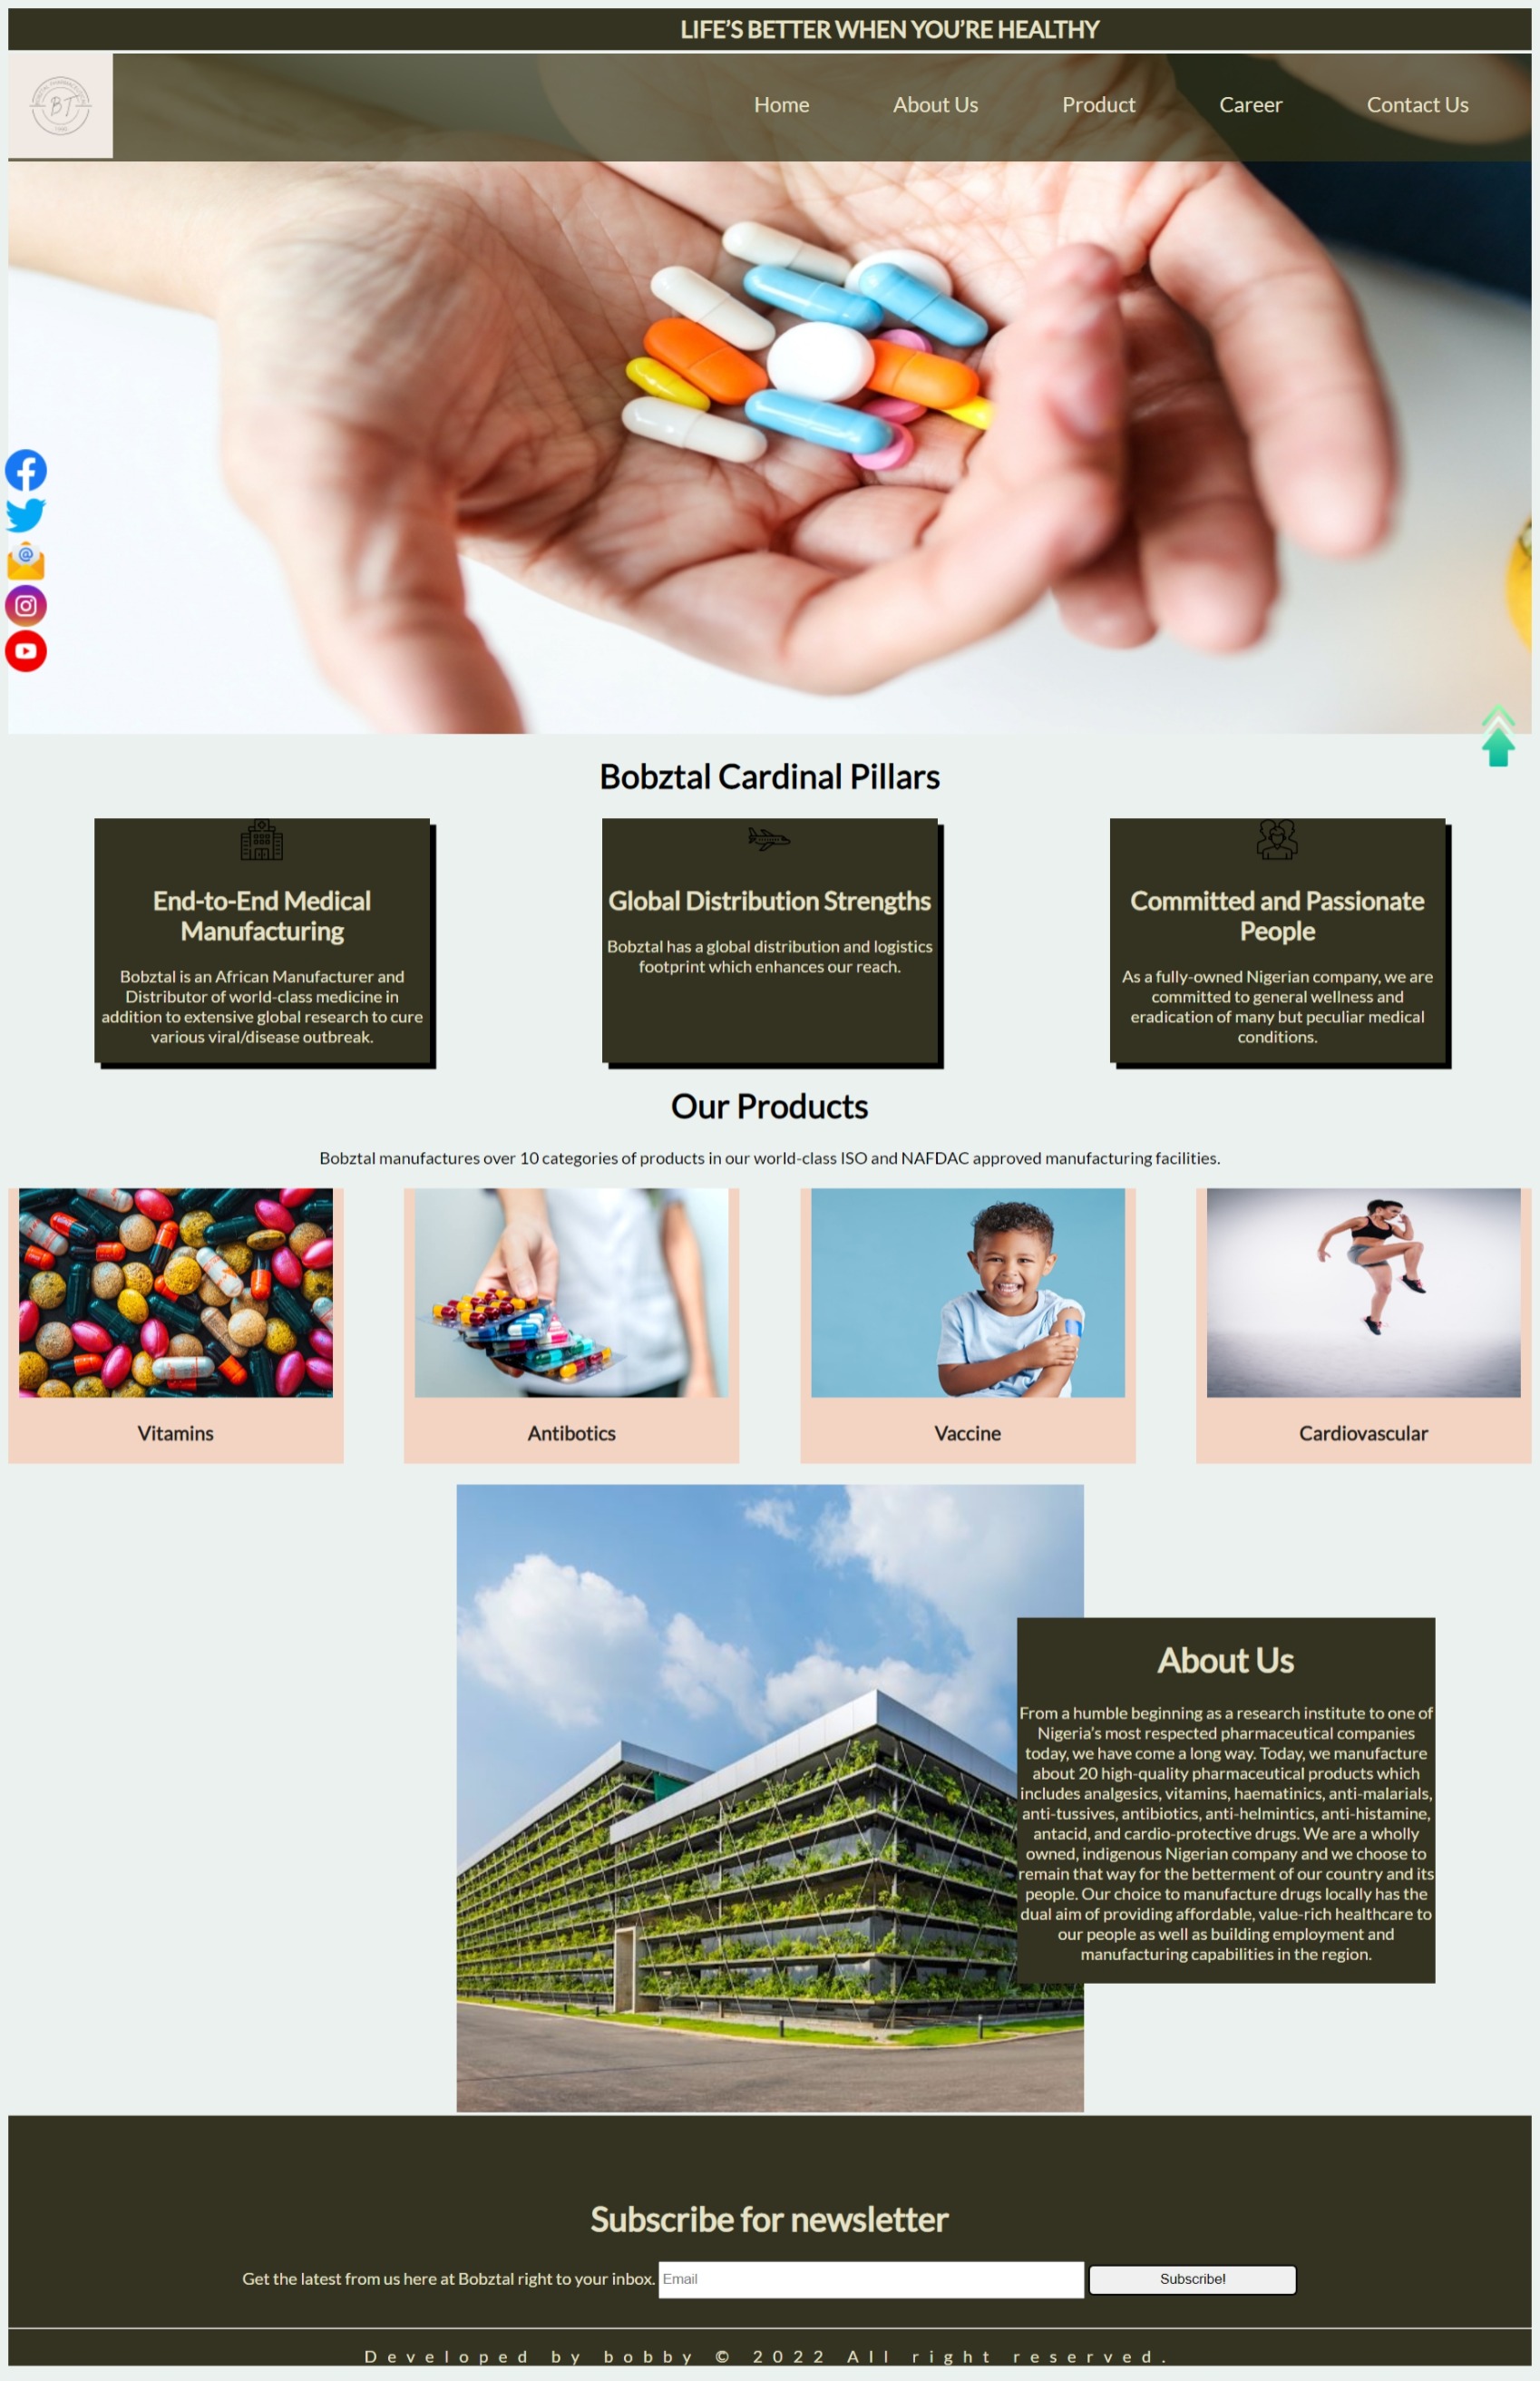 LIFE’S BETTER WHEN YOU’RE HEALTHY
BT
Home
About Us
Product
Career
Contact Us
Bobztal Cardinal Pillars
End-to-End Medical
Manufacturing
Bobztal is an African Manufacturer and
Distributor of world-class medicine in
addition to extensive global research to cure
various viral/disease outbreak.
Global Distribution Strengths
Bobztal has a global distribution and logistics
footprint which enhances our reach.
Committed and Passionate
People
As a fully-owned Nigerian company, we are
committed to general wellness and
eradication of many but peculiar medical
conditions.
Our Products
Bobztal manufactures over 10 categories of products in our world-class ISO and NAFDAC approved manufacturing facilities.
Vitamins
Antibotics
Vaccine
Cardiovascular
About Us
From a humble beginning as a research institute to one of
Nigeria’s most respected pharmaceutical companies
today, we have come a long way. Today, we manufacture
about 20 high-quality pharmaceutical products which
includes analgesics, vitamins, haematinics, anti-malarials,
anti-tussives, antibiotics, anti-helmintics, anti-histamine,
antacid, and cardio-protective drugs. We are a wholly
owned, indigenous Nigerian company and we choose to
remain that way for the betterment of our country and its
people. Our choice to manufacture drugs locally has the
dual aim of providing affordable, value-rich healthcare to
our people as well as building employment and
manufacturing capabilities in the region.
Subscribe for newsletter
Get the latest from us here at Bobztal right to your inbox. Email Subscribe!
Developed by bobby © 2022 All right reserved.